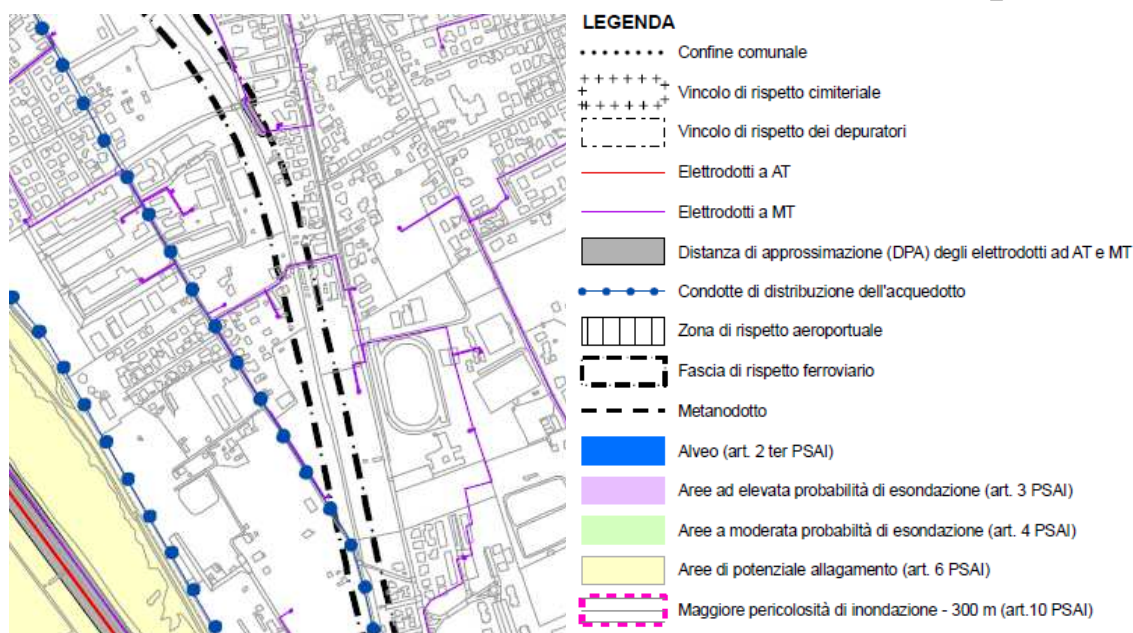 LEGENDA
Confine comunale
Vincolo di rispetto cimiteriale
Vincolo di rispetto dei depuratori
Elettrodotti a AT
Elettrodotti a MT
Distanza di approssimazione (DPA) degli elettrodotti ad AT e MT
Condotte di distribuzione dell'acquedotto
Zona di rispetto aeroportuale
Fascia di rispetto ferroviario
Metanodotto
Alveo (art. 2 ter PSAI)
Aree ad elevata probabilità di esondazione (art. 3 PSAI)
Aree a moderata probabiltà di esondazione (art. 4 PSAI)
Aree di potenziale allagamento (art. 6 PSAI)
Maggiore pericolosità di inondazione - 300 m (art.10 PSAI)